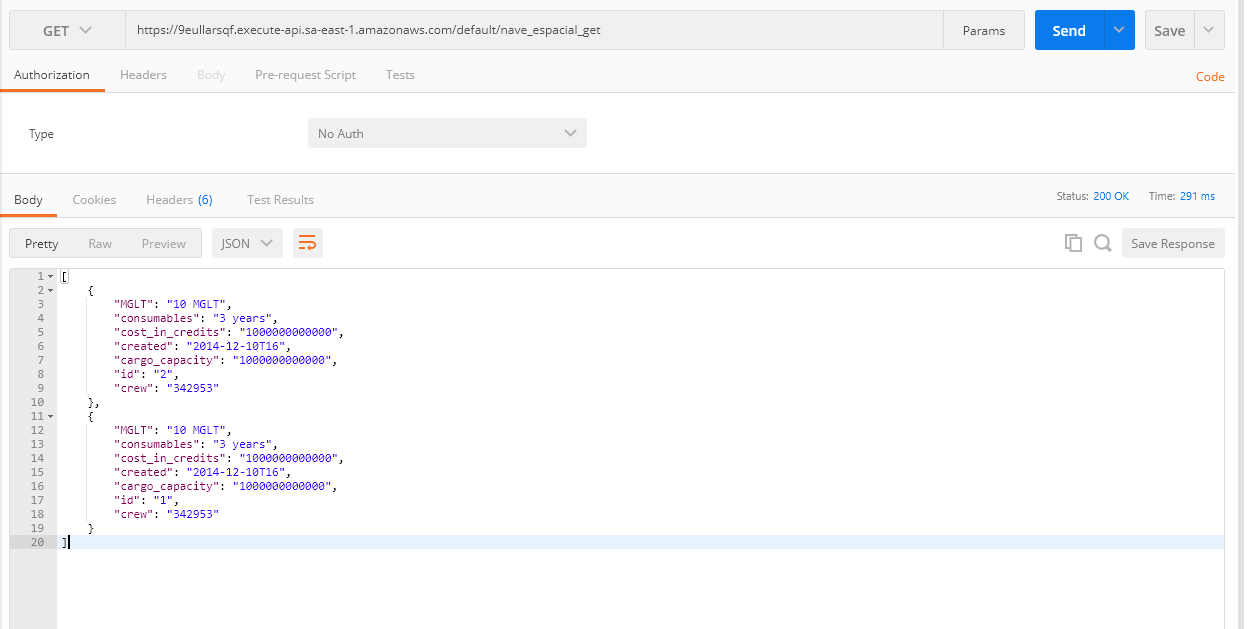 GET https://9eullarsqf.execute-api.sa-east-1.amazonaws.com/default/nave_espacial_get Params Send Save
Authorization Headers Body Pre-request Script Tests Code
Type No Auth
Body Cookies Headers (6) Test Results Status: 200 OK Time: 291 ms
Pretty Raw Preview JSON Save Response
1 [
2 {
3 "MGLT": "10 MGLT",
4 "consumables": "3 years",
5 "cost_in_credits": "1000000000000",
6 "created": "2014-12-10T16",
7 "cargo_capacity": "1000000000000",
8 "id": "2",
9 "crew": "342953"
10 },
11 {
12 "MGLT": "10 MGLT",
13 "consumables": "3 years",
14 "cost_in_credits": "1000000000000",
15 "created": "2014-12-10T16",
16 "cargo_capacity": "1000000000000",
17 "id": "1",
18 "crew": "342953"
19 }
20 ]